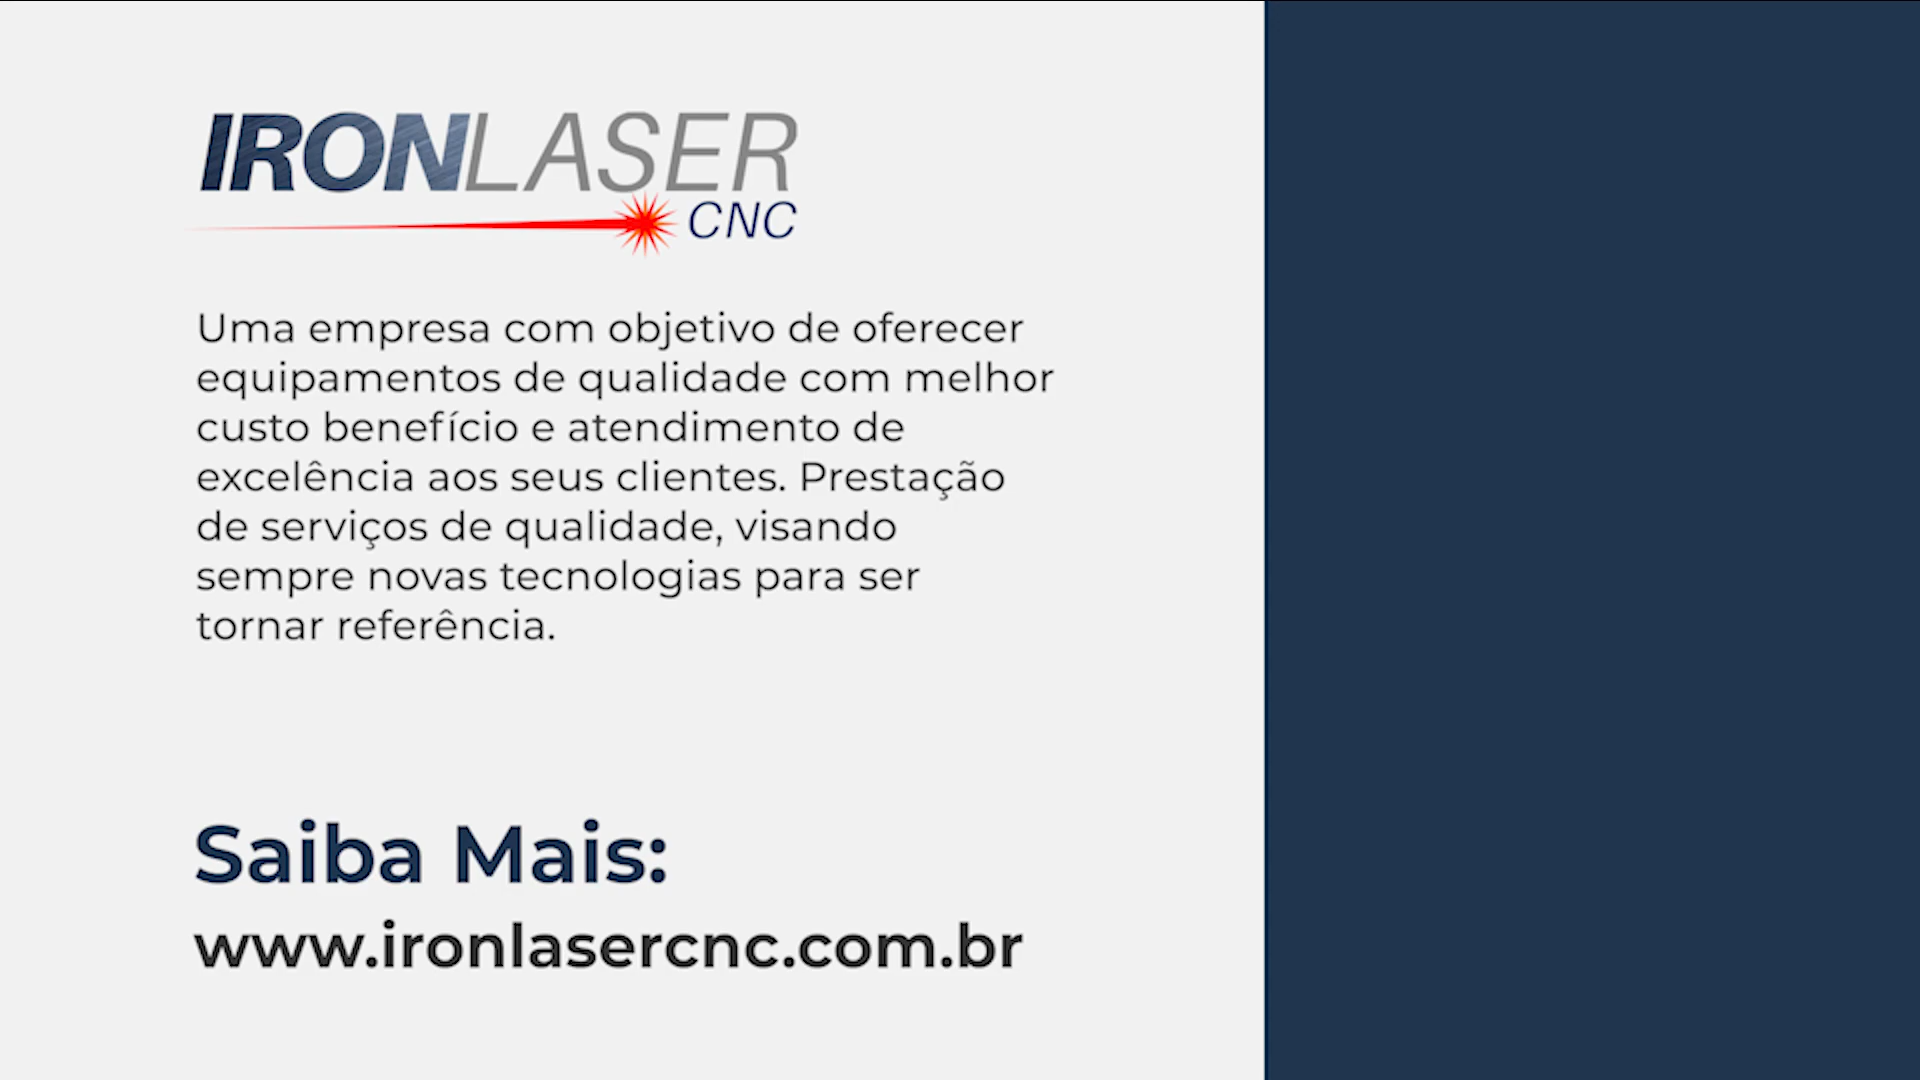 IRONLASER
CNC
Uma empresa com objetivo de oferecer
equipamentos de qualidade com melhor
custo benefício e atendimento de
excelência aos seus clientes. Prestação
de serviços de qualidade, visando
sempre novas tecnologias para ser
tornar referência.
Saiba Mais:
www.ironlasercnc.com.br